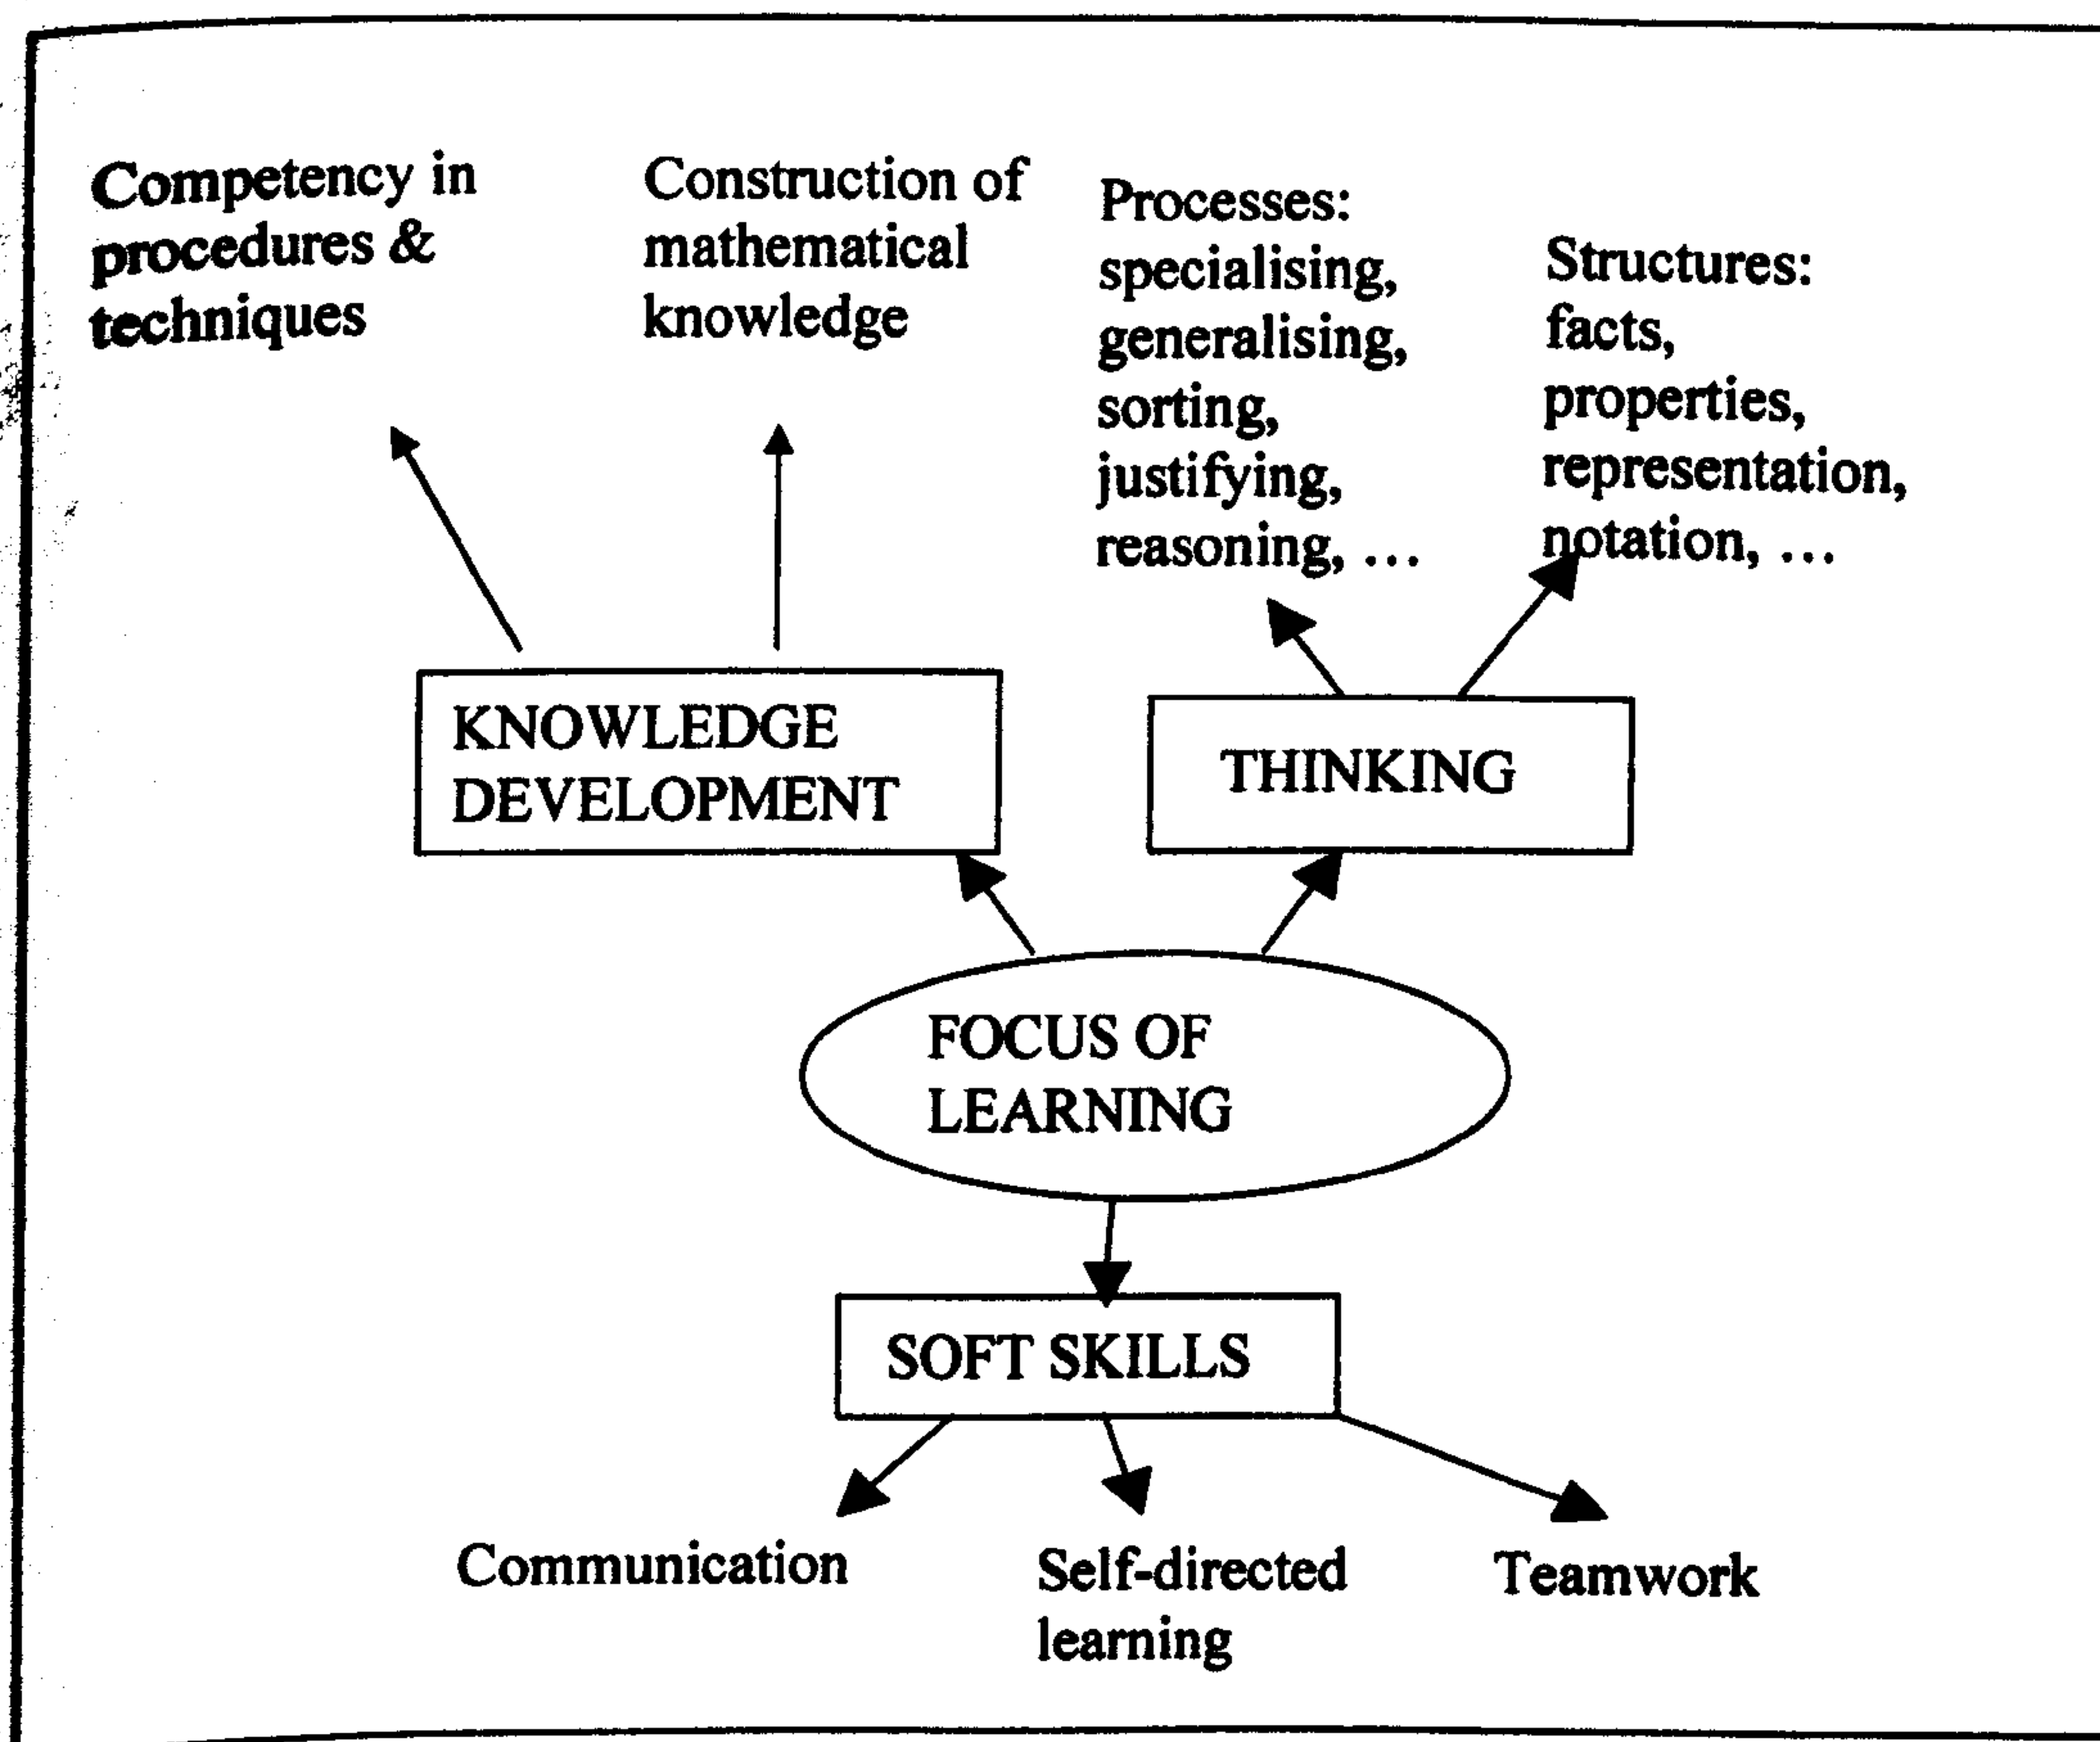 Competency in
procedures &
techniques
Construction of
mathematical
knowledge
Processes:
specialising,
generalising,
sorting,
justifying,
reasoning, ...
Structures:
facts,
properties,
representation,
notation, ...
KNOWLEDGE
DEVELOPMENT
THINKING
FOCUS OF
LEARNING
SOFT SKILLS
Communication
Self-directed
learning
Teamwork